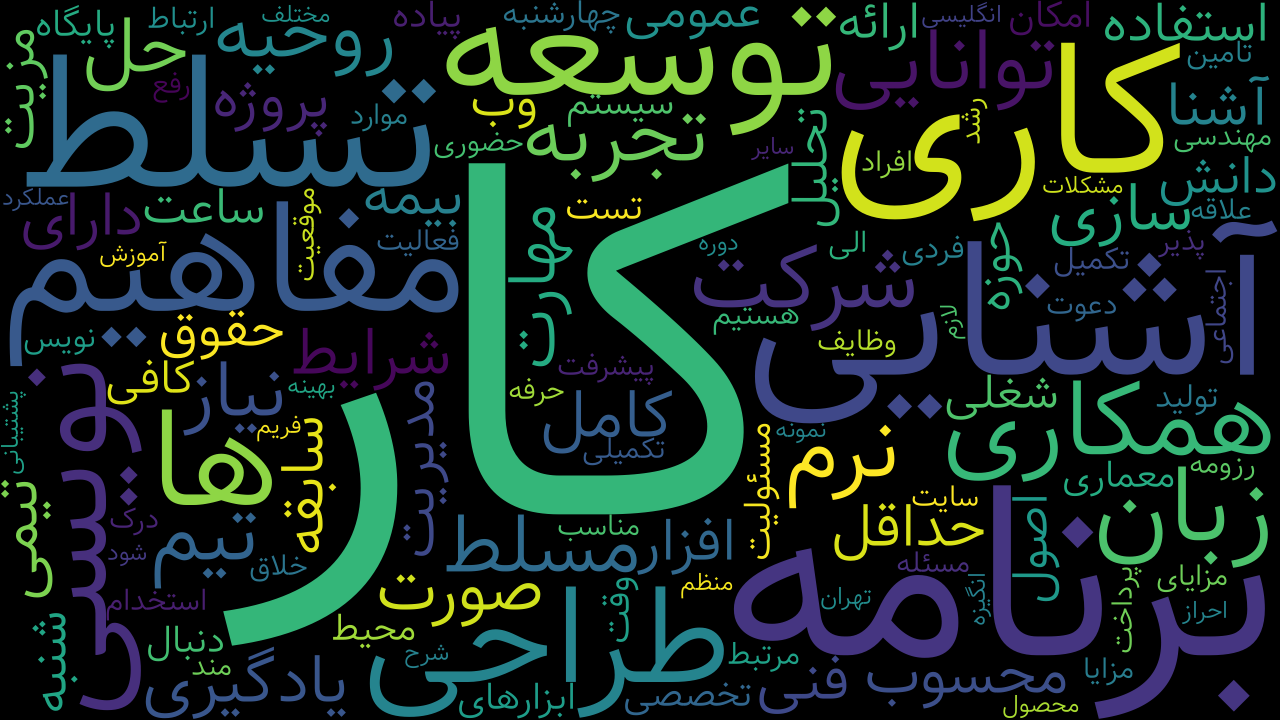 کار
برنامه
کاری
آشنایی
تسلط
مفاهیم
توسعه
نویسی
طراحی
ها
همکاری
زبان
توانایی
شرکت
تجربه
روحیه
حل
ارتباط
پایگاه
مختلف
پیاده
چهارشنبه
عمومی
ارائه
انگلیسی
امکان
استفاده
تامین
مزیت
رفع
پروژه
موارد
وب
سیستم
حضوری
سایر
تحلیل
رشد
افراد
آشنا
مهندسی
دانش
مشکلات
سازی
علاقه
عملکرد
دارای
ساعت
موقعیت
بیمه
فعالیت
آموزش
تست
مهارت
دوره
الی
فردی
حوزه
تکمیل
پذیر
دعوت
اجتماعی
لازم
هستیم
وظایف
نویس
حقوق
شرایط
کافی
نیاز
بهینه
پیشرفت
حرفه
کامل
تکمیلی
مدیریت
فریم
سابقه
شغلی
تولید
نمونه
نرم
مسئولیت
معماری
رزومه
سایت
حداقل
اصول
پشتیبانی
تیمی
درک
تیم
شود
خلاق
مسلط
افزار
مناسب
مسئله
انگیزه
پرداخت
مزایای
احراز
تهران
منظم
وقت
صورت
محیط
استخدام
شنبه
دنبال
مند
یادگیری
شرح
ابزارهای
تخصصی
مرتبط
فنی
محسوب
مزایا
محصول